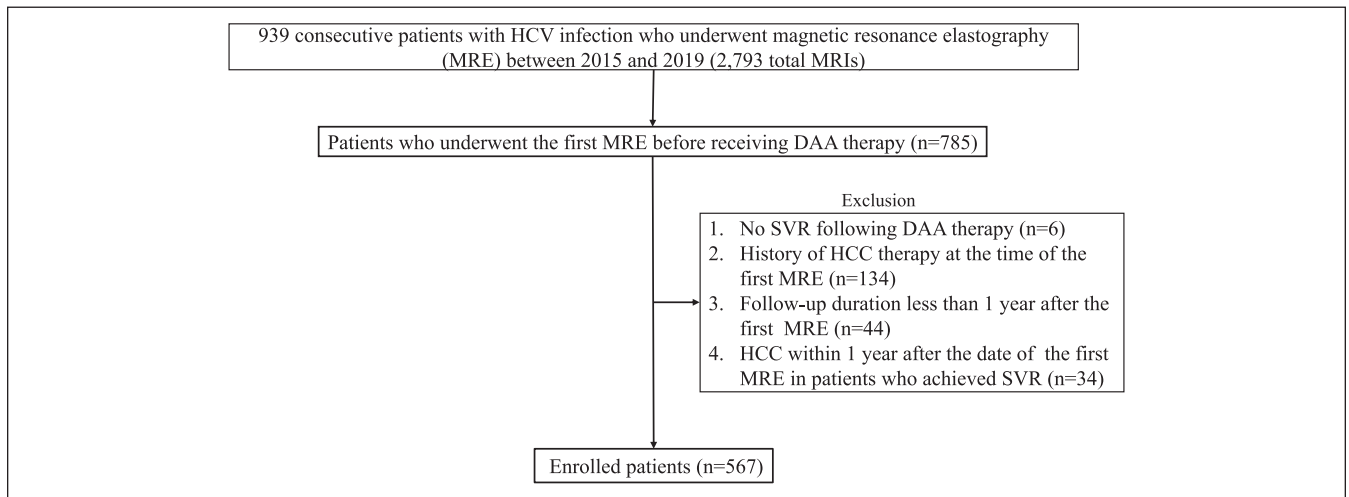 939 consecutive patients with HCV infection who underwent magnetic resonance elastography
(MRE) between 2015 and 2019 (2,793 total MRIs)
Patients who underwent the first MRE before receiving DAA therapy (n=785)
Exclusion
1. No SVR following DAA therapy (n=6)
2. History of HCC therapy at the time of the
first MRE (n=134)
3. Follow-up duration less than 1 year after the
first MRE (n=44)
4. HCC within 1 year after the date of the first
MRE in patients who achieved SVR (n=34)
Enrolled patients (n=567)